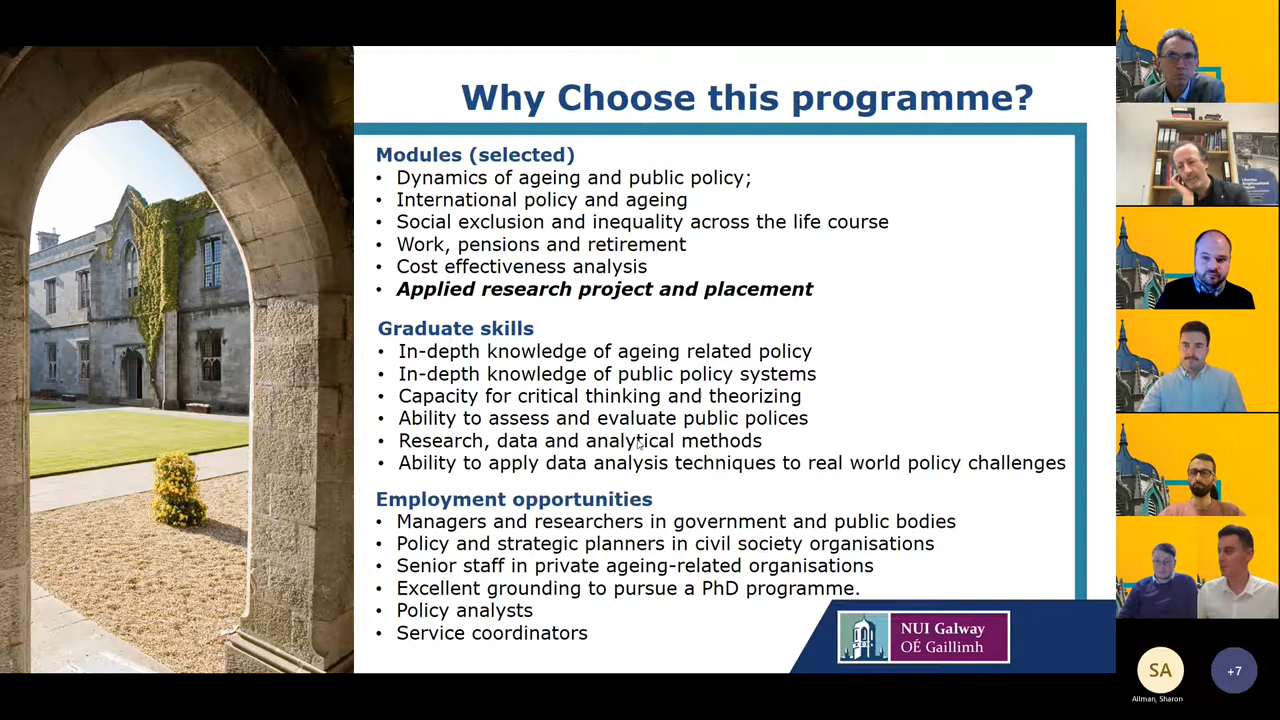 Why Choose this programme?
Modules (selected)
• Dynamics of ageing and public policy;
• International policy and ageing
• Social exclusion and inequality across the life course
• Work, pensions and retirement
• Cost effectiveness analysis
• Applied research project and placement
Graduate skills
• In-depth knowledge of ageing related policy
• In-depth knowledge of public policy systems
• Capacity for critical thinking and theorizing
• Ability to assess and evaluate public polices
• Research, data and analytical methods
• Ability to apply data analysis techniques to real world policy challenges
Employment opportunities
• Managers and researchers in government and public bodies
• Policy and strategic planners in civil society organisations
• Senior staff in private ageing-related organisations
• Excellent grounding to pursue a PhD programme.
• Policy analysts
• Service coordinators
NUI Galway
OÉ Gaillimh
SA
+7
Allman, Sharon